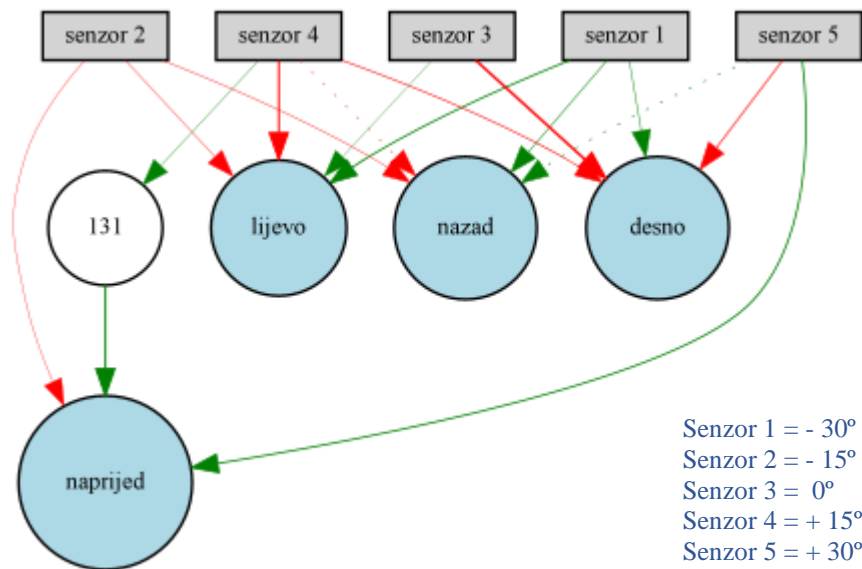 senzor 2
senzor 4
senzor 3
senzor 1
senzor 5
131
lijevo
nazad
desno
naprijed
Senzor 1 = - 30º
Senzor 2 = - 15º
Senzor 3 = 0º
Senzor 4 = + 15º
Senzor 5 = + 30º